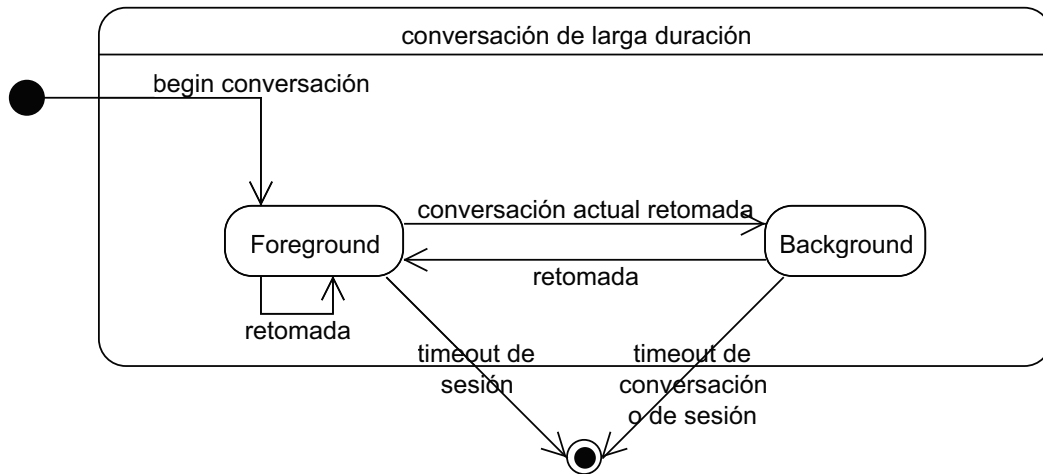 conversación de larga duración
begin conversación
conversación actual retomada
Foreground
Background
retomada
retomada
timeout de
sesión
timeout de
conversación
o de sesión